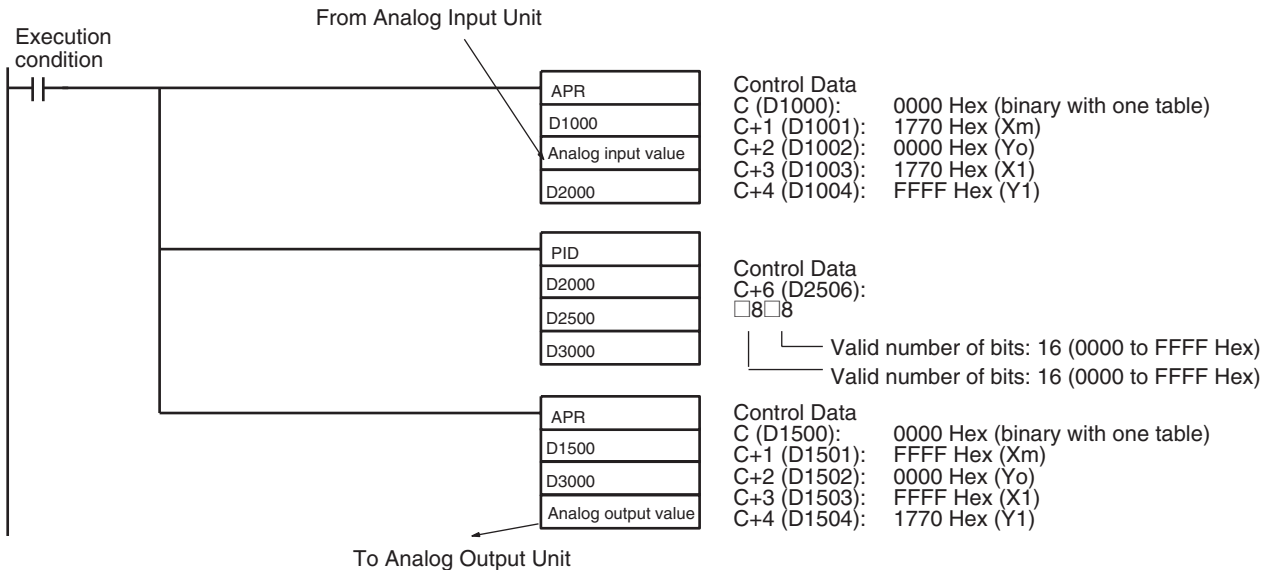 From Analog Input Unit
Execution
condition
APR
D1000
Analog input value
D2000
Control Data
C (D1000): 0000 Hex (binary with one table)
C+1 (D1001): 1770 Hex (Xm)
C+2 (D1002): 0000 Hex (Yo)
C+3 (D1003): 1770 Hex (X1)
C+4 (D1004): FFFF Hex (Y1)
PID
D2000
D2500
D3000
Control Data
C+6 (D2506):
□8□8
Valid number of bits: 16 (0000 to FFFF Hex)
Valid number of bits: 16 (0000 to FFFF Hex)
APR
D1500
D3000
Analog output value
Control Data
C (D1500): 0000 Hex (binary with one table)
C+1 (D1501): FFFF Hex (Xm)
C+2 (D1502): 0000 Hex (Yo)
C+3 (D1503): FFFF Hex (X1)
C+4 (D1504): 1770 Hex (Y1)
To Analog Output Unit